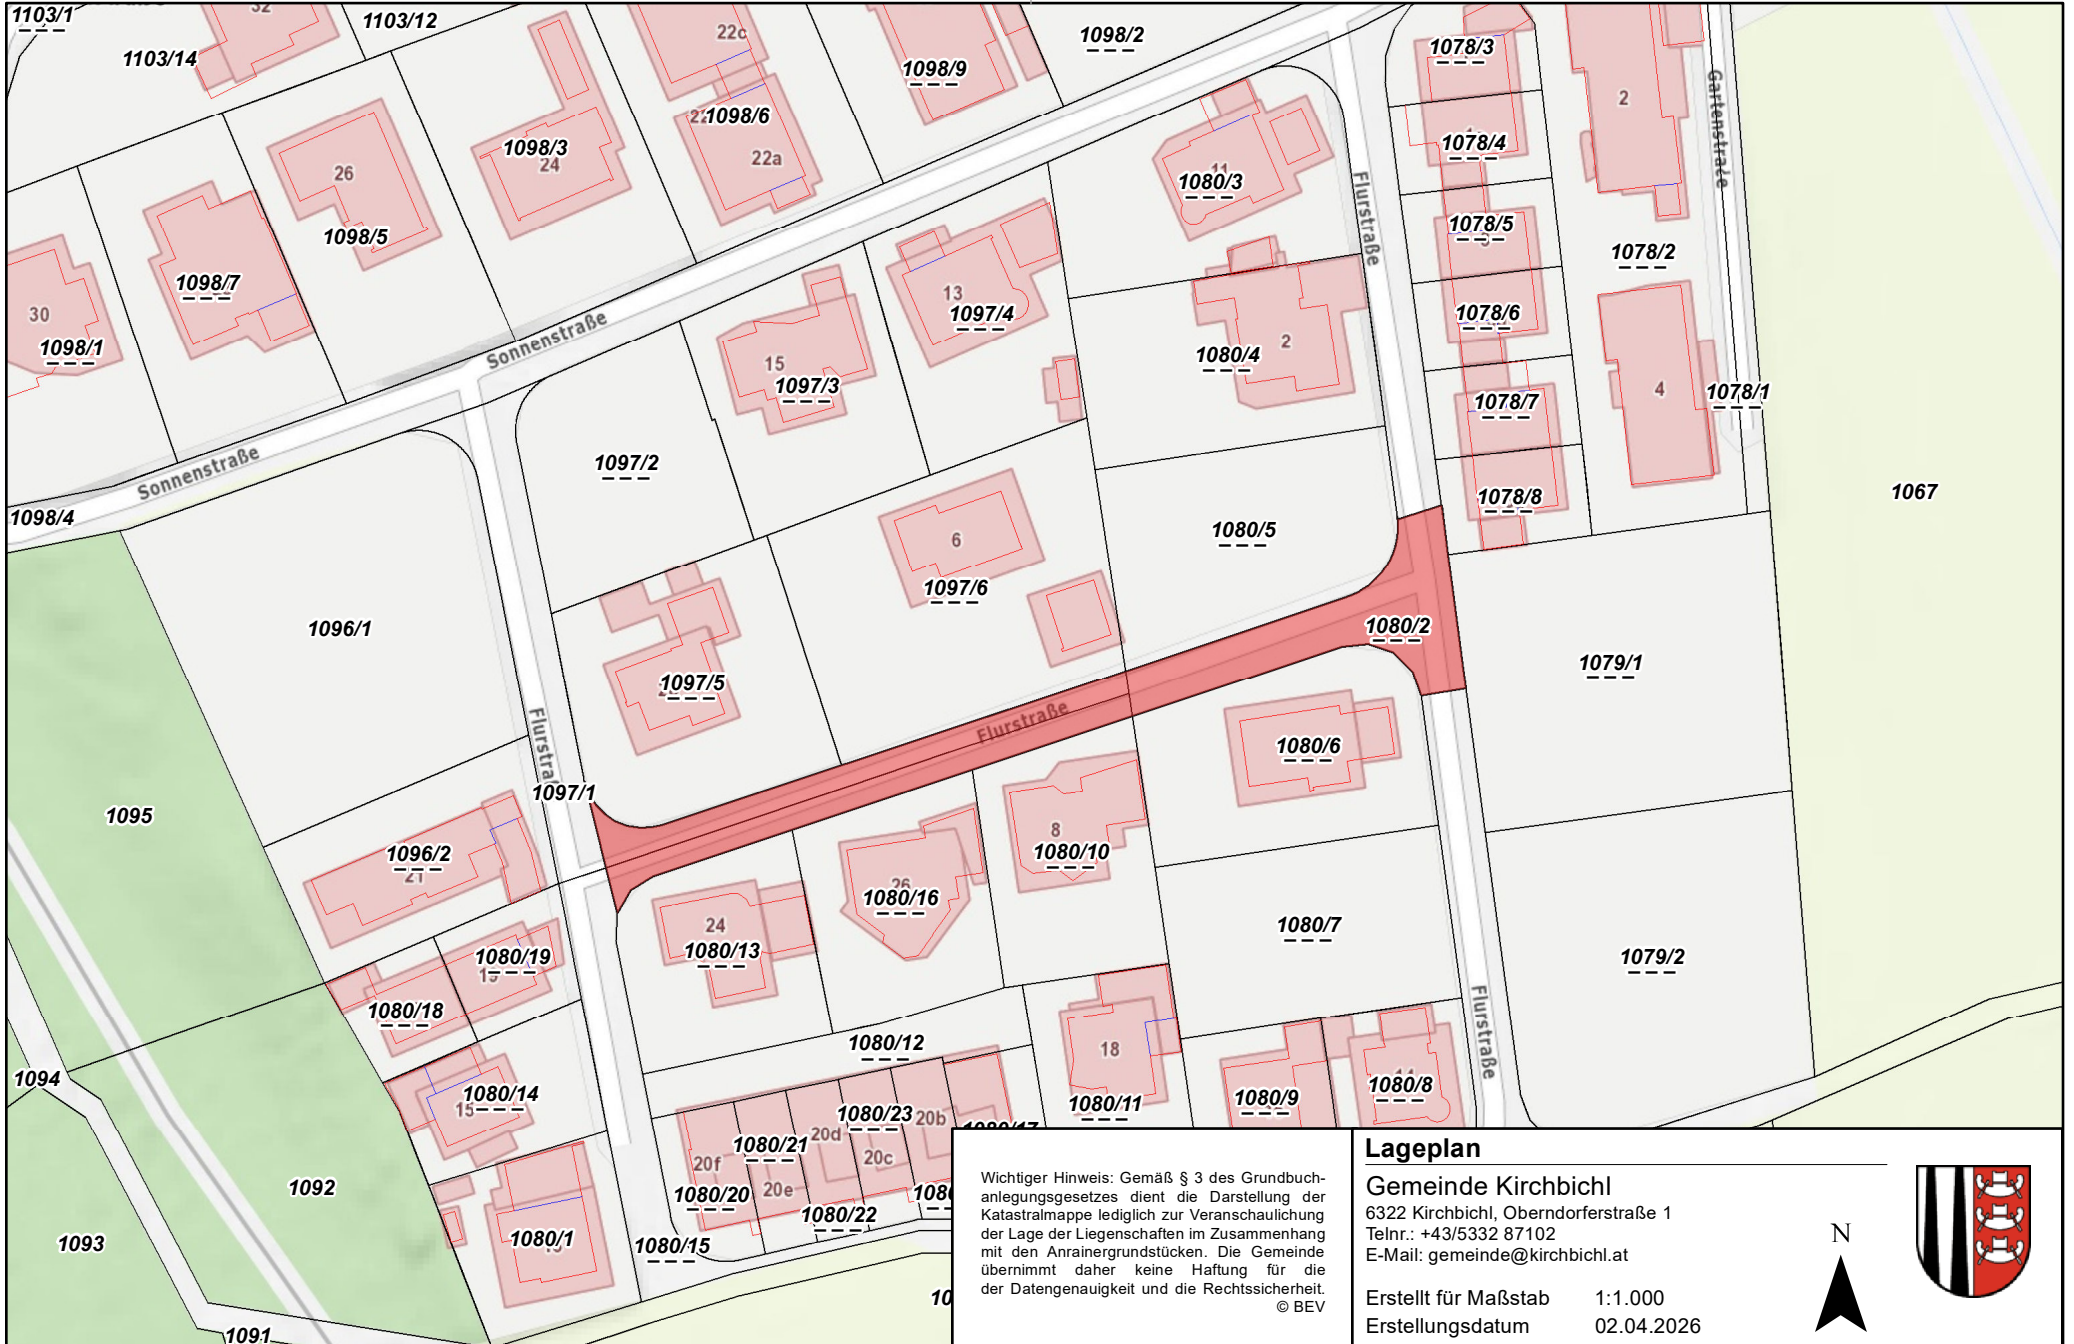 1103/1
1103/14
32
1103/12
22c
1098/9
1098/2
1078/3
2
Gartenstraße
26
1098/3
24
1098/6
22a
11
1080/3
1078/4
1098/5
Flurstraße
1078/5
1078/2
30
1098/1
1098/7
Sonnenstraße
13
1097/4
1080/4
2
1078/6
15
1097/3
1078/7
4
1078/1
Sonnenstraße
1097/2
1098/4
1078/8
1067
6
1097/6
1080/5
1096/1
1097/5
1080/2
1079/1
Flurstraße
Flurstraße
1080/6
1097/1
1095
1096/2
21
8
1080/10
26
1080/16
24
1080/13
1080/7
1079/2
1080/19
1080/18
19
1080/12
18
Flurstraße
1094
1080/14
15
1080/11
1080/9
1080/8
14
1080/23
20b
20d
1080/21
20c
20f
20e
1080/20
1080/22
1080/17
1092
1093
1080/1
1080/15
1091
Wichtiger Hinweis: Gemäß § 3 des Grundbuch-
anlegungsgesetzes dient die Darstellung der
Katastralmappe lediglich zur Veranschaulichung
der Lage der Liegenschaften im Zusammenhang
mit den Anrainergrundstücken. Die Gemeinde
übernimmt daher keine Haftung für die
der Datengenauigkeit und die Rechtssicherheit.
© BEV
Lageplan
Gemeinde Kirchbichl
6322 Kirchbichl, Oberndorferstraße 1
Telnr.: +43/5332 87102
E-Mail: gemeinde@kirchbichl.at
Erstellt für Maßstab 1:1.000
Erstellungsdatum 02.04.2026
N